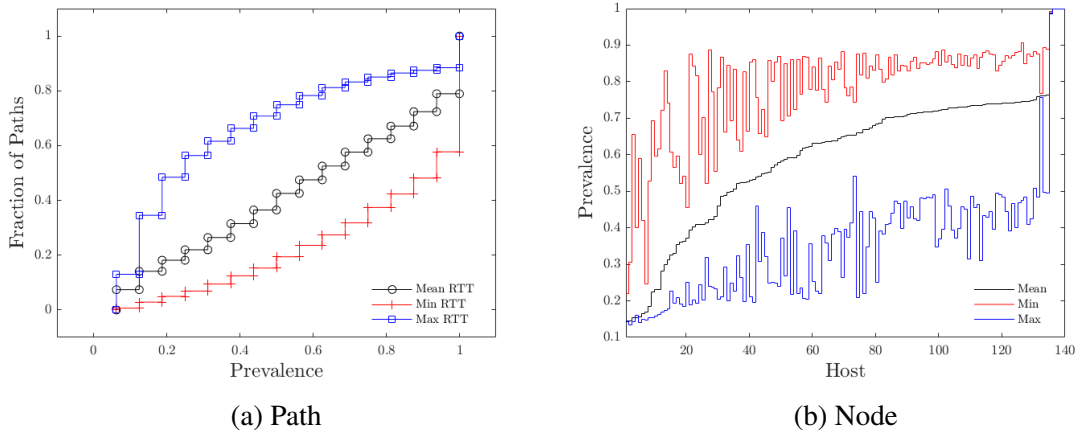 Fraction of Paths
1
0.8
0.6
0.4
0.2
0
0
0.2
0.4
0.6
0.8
1
Prevalence
Mean RTT
Min RTT
Max RTT
(a) Path
Prevalence
1
0.9
0.8
0.7
0.6
0.5
0.4
0.3
0.2
0.1
20
40
60
80
100
120
140
Host
Mean
Min
Max
(b) Node